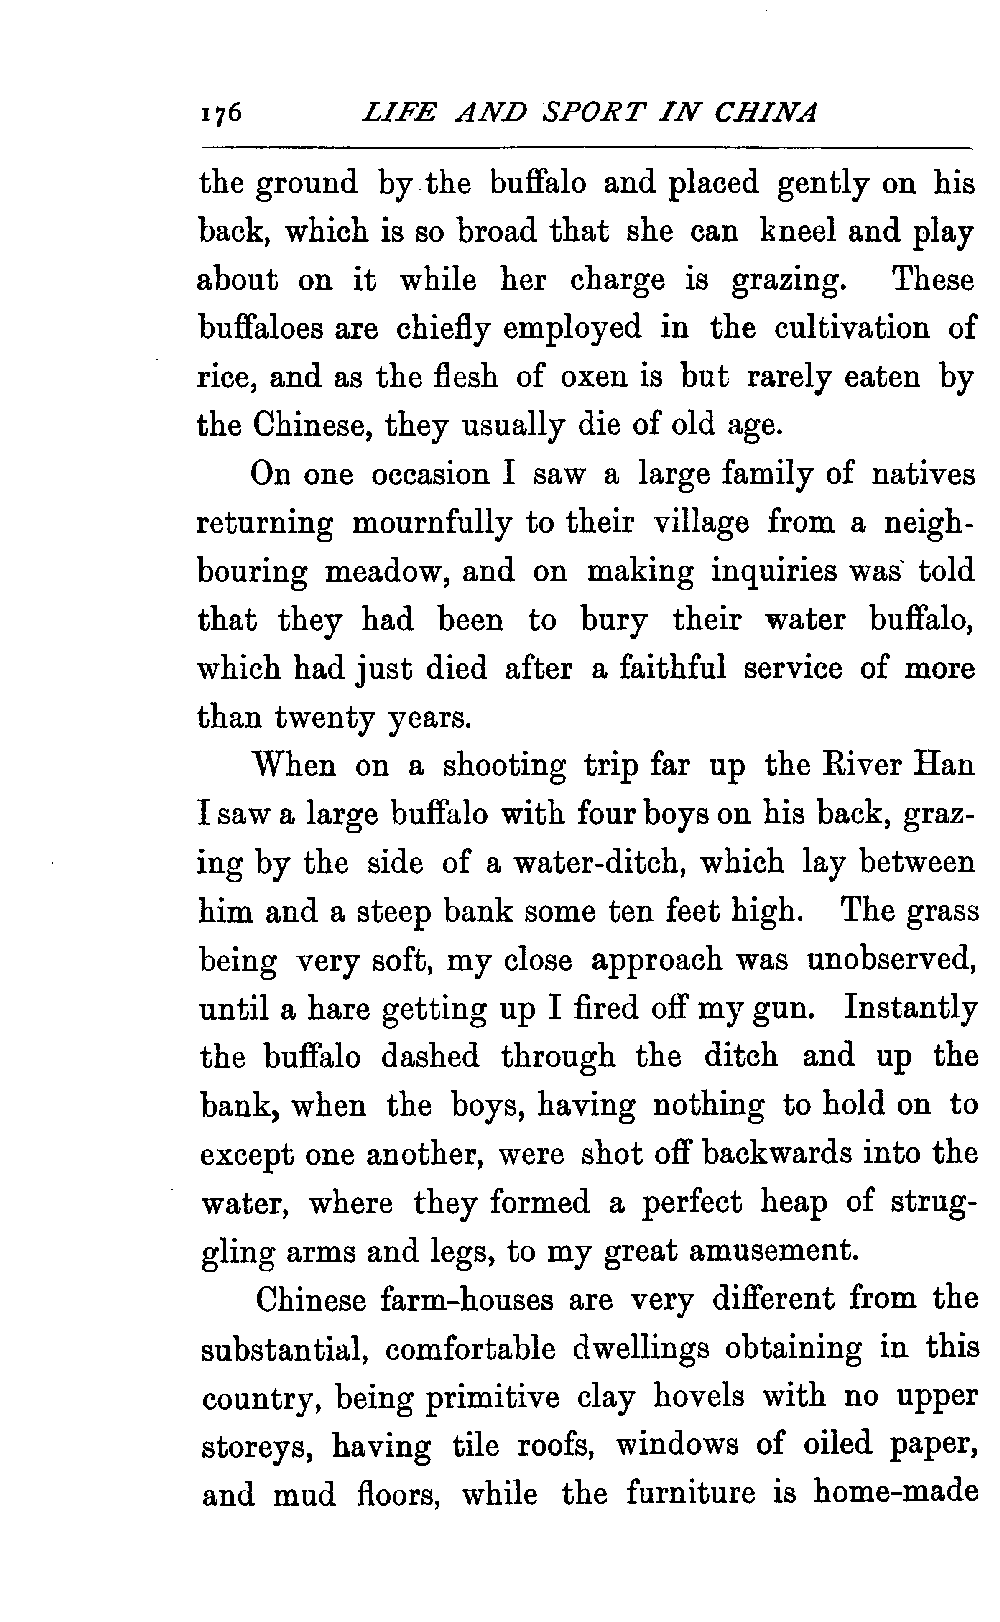 176 LIFE AND SPORT IN CHINA
the ground by the buffalo and placed gently on his
back, which is so broad that she can kneel and play
about on it while her charge is grazing. These
buffaloes are chiefly employed in the cultivation of
rice, and as the flesh of oxen is but rarely eaten by
the Chinese, they usually die of old age.
On one occasion I saw a large family of natives
returning mournfully to their village from a neigh-
bouring meadow, and on making inquiries was told
that they had been to bury their water buffalo,
which had just died after a faithful service of more
than twenty years.
When on a shooting trip far up the River Han
I saw a large buffalo with four boys on his back, graz-
ing by the side of a water-ditch, which lay between
him and a steep bank some ten feet high. The grass
being very soft, my close approach was unobserved,
until a hare getting up I fired off my gun. Instantly
the buffalo dashed through the ditch and up the
bank, when the boys, having nothing to hold on to
except one another, were shot off backwards into the
water, where they formed a perfect heap of strug-
gling arms and legs, to my great amusement.
Chinese farm-houses are very different from the
substantial, comfortable dwellings obtaining in this
country, being primitive clay hovels with no upper
storeys, having tile roofs, windows of oiled paper,
and mud floors, while the furniture is home-made